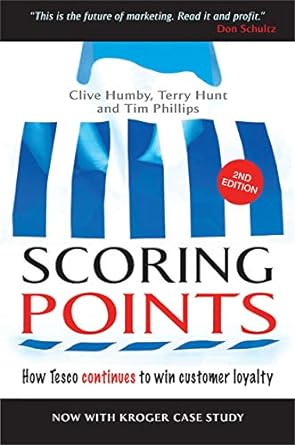 "This is the future of marketing. Read it and profit."
Don Schultz
Clive Humby, Terry Hunt
and Tim Phillips
2ND
EDITION
SCORING
POINTS
How Tesco continues to win customer loyalty
NOW WITH KROGER CASE STUDY